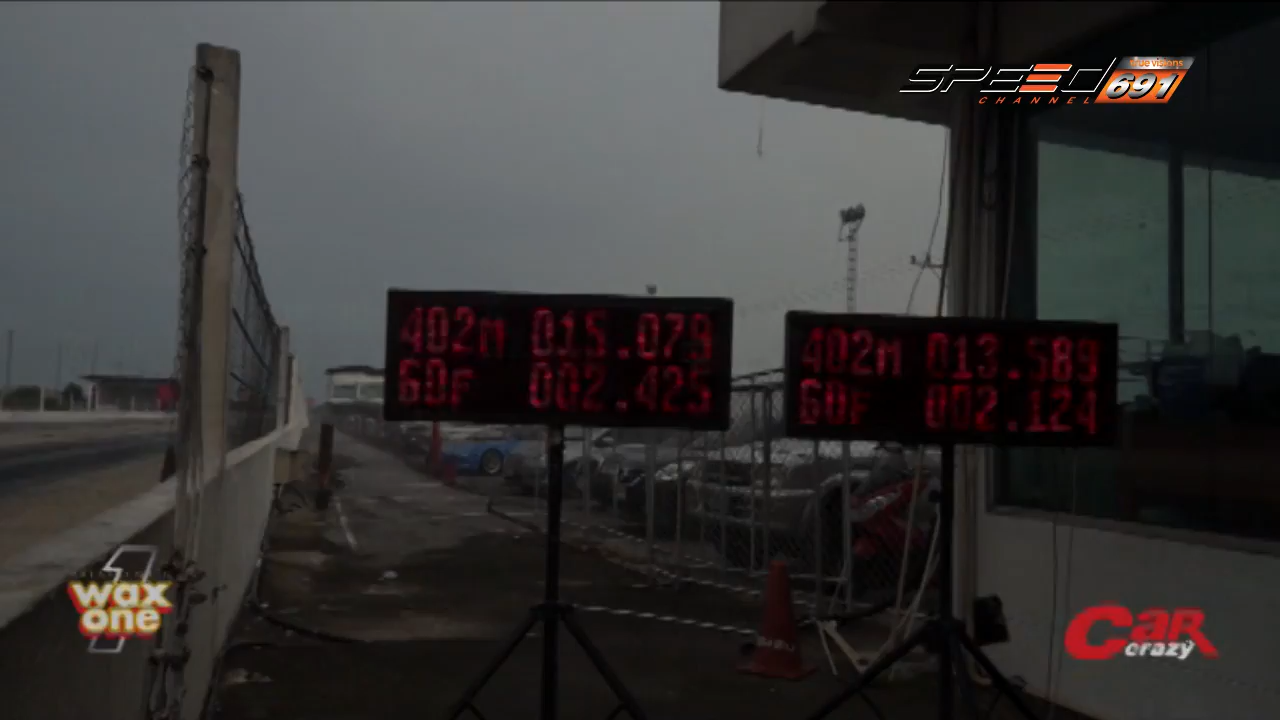 true visions
SPEED 691
CHANNEL
402M 015.079
60F 002.425
402M 013.589
60F 002.124
wax
one
CAR
crazy